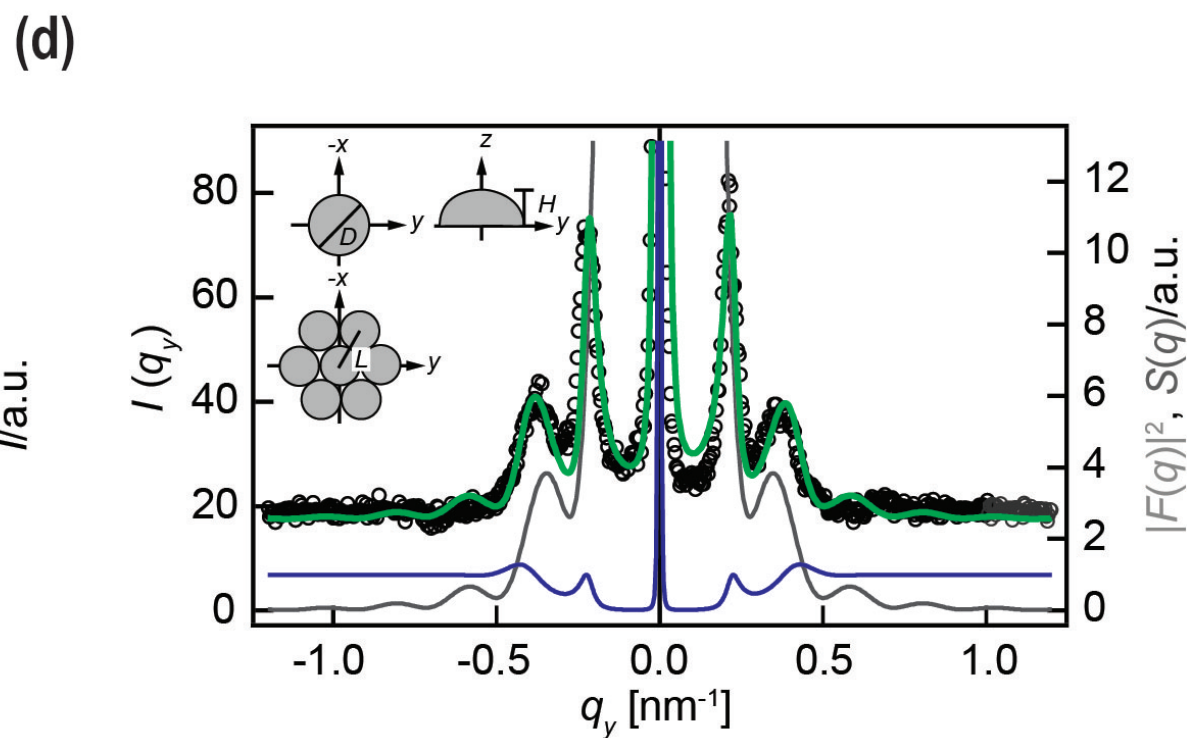 (d)
-x
z
80
12
H
y
y
D
10
-x
60
8
I (q_y)
L
y
I/a.u.
|F(q)|², S(q)/a.u.
40
6
4
20
2
0
0
-1.0 -0.5 0.0 0.5 1.0
q_y [nm⁻¹]